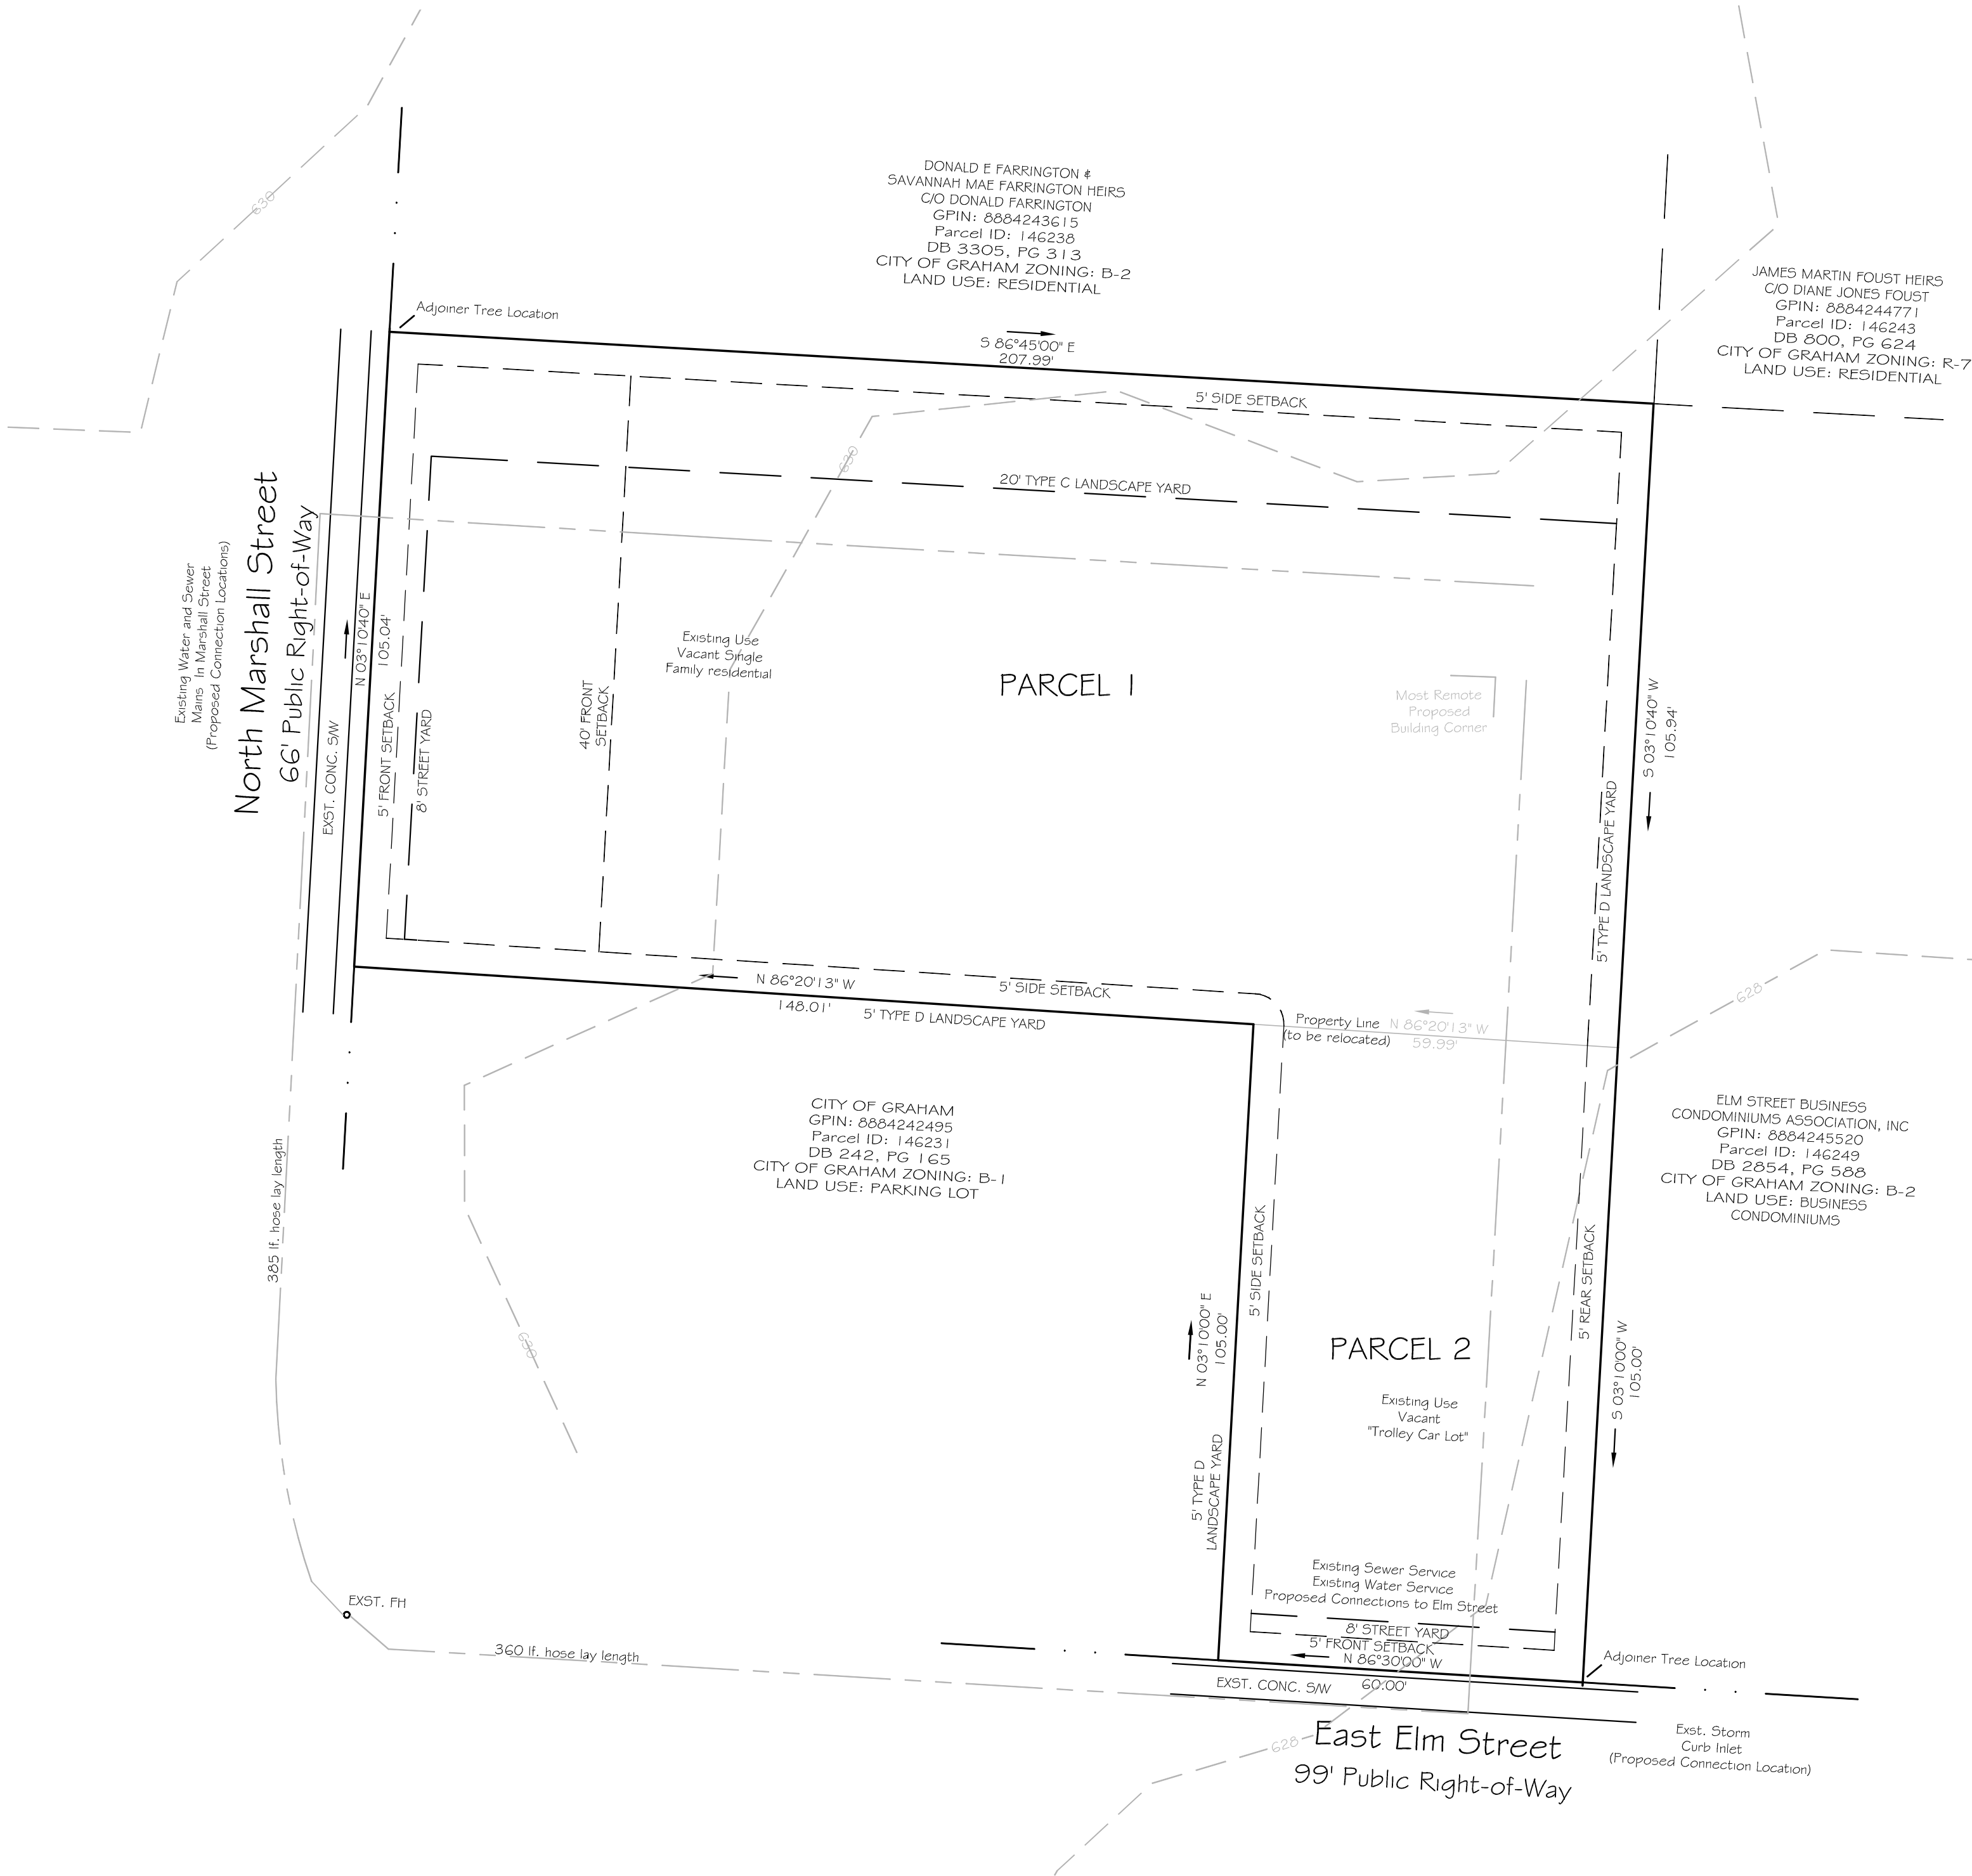 630
DONALD E FARRINGTON &
SAVANNAH MAE FARRINGTON HEIRS
C/O DONALD FARRINGTON
GPIN: 8884243615
Parcel ID: 146238
DB 3305, PG 313
CITY OF GRAHAM ZONING: B-2
LAND USE: RESIDENTIAL
JAMES MARTIN FOUST HEIRS
C/O DIANE JONES FOUST
GPIN: 8884244771
Parcel ID: 146243
DB 800, PG 624
CITY OF GRAHAM ZONING: R-7
LAND USE: RESIDENTIAL
Adjoiner Tree Location
S 86°45'00" E
207.99'
5' SIDE SETBACK
630
20' TYPE C LANDSCAPE YARD
Existing Water and Sewer
Mains In Marshall Street
(Proposed Connection Locations)
North Marshall Street
66' Public Right-of-Way
EXST. CONC. S/W
N 03°10'40" E
105.04'
5' FRONT SETBACK
8' STREET YARD
40' FRONT
SETBACK
Existing Use
Vacant Single
Family residential
PARCEL 1
Most Remote
Proposed
Building Corner
S 03°10'40" W
105.94'
5' TYPE D LANDSCAPE YARD
N 86°20'13" W
148.01'
5' SIDE SETBACK
5' TYPE D LANDSCAPE YARD
Property Line
(to be relocated)
N 86°20'13" W
59.99'
628
CITY OF GRAHAM
GPIN: 8884242495
Parcel ID: 146231
DB 242, PG 165
CITY OF GRAHAM ZONING: B-1
LAND USE: PARKING LOT
ELM STREET BUSINESS
CONDOMINIUMS ASSOCIATION, INC
GPIN: 8884245520
Parcel ID: 146249
DB 2854, PG 588
CITY OF GRAHAM ZONING: B-2
LAND USE: BUSINESS
CONDOMINIUMS
385 lf. hose lay length
630
5' SIDE SETBACK
N 03°10'00" E
105.00'
5' TYPE D
LANDSCAPE YARD
PARCEL 2
Existing Use
Vacant
"Trolley Car Lot"
5' REAR SETBACK
S 03°10'00" W
105.00'
Existing Sewer Service
Existing Water Service
Proposed Connections to Elm Street
8' STREET YARD
5' FRONT SETBACK
N 86°30'00" W
60.00'
EXST. FH
360 lf. hose lay length
EXST. CONC. S/W
Adjoiner Tree Location
628
East Elm Street
99' Public Right-of-Way
Exst. Storm
Curb Inlet
(Proposed Connection Location)